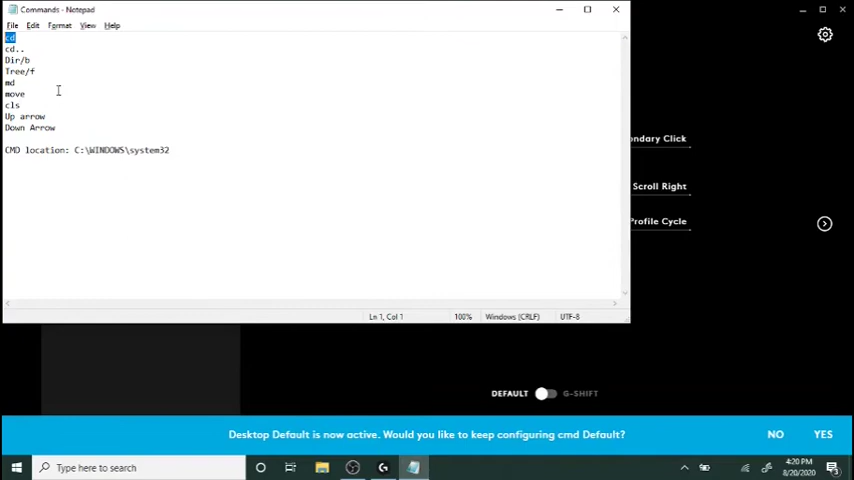 Commands - Notepad
File Edit Format View Help
cd
cd..
Dir/b
Tree/f
md
move
cls
Up arrow
Down Arrow
CMD location: C:\WINDOWS\system32
Ln 1, Col 1 100% Windows (CRLF) UTF-8
ondary Click
Scroll Right
Profile Cycle
DEFAULT G-SHIFT
Desktop Default is now active. Would you like to keep configuring cmd Default? NO YES
Type here to search
4:20 PM
8/20/2020
3